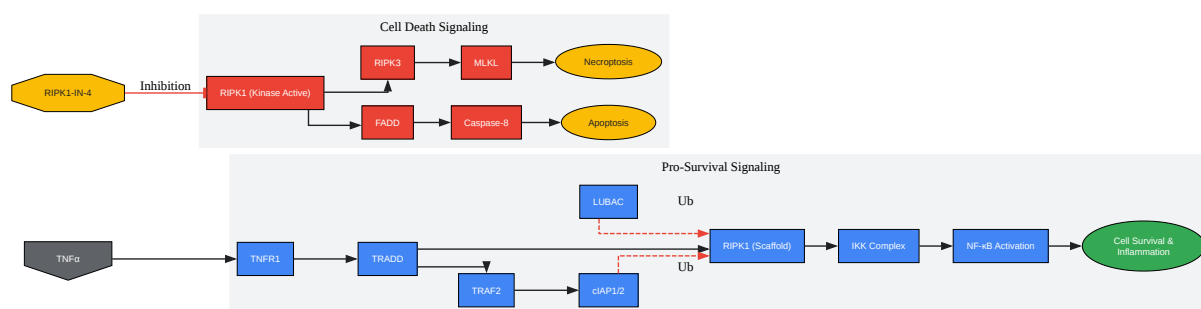 Cell Death Signaling
RIPK3
MLKL
Necroptosis
RIPK1-IN-4
Inhibition
RIPK1 (Kinase Active)
FADD
Caspase-8
Apoptosis
Pro-Survival Signaling
LUBAC
Ub
TNFα
TNFR1
TRADD
RIPK1 (Scaffold)
IKK Complex
NF-κB Activation
Cell Survival &
Inflammation
Ub
TRAF2
cIAP1/2